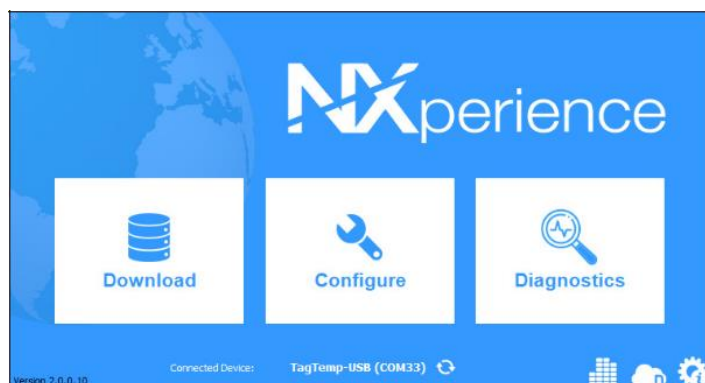 NXperience
Download Configure Diagnostics
Connected Device: TagTemp-USB (COM33)
Version 2.0.0.10